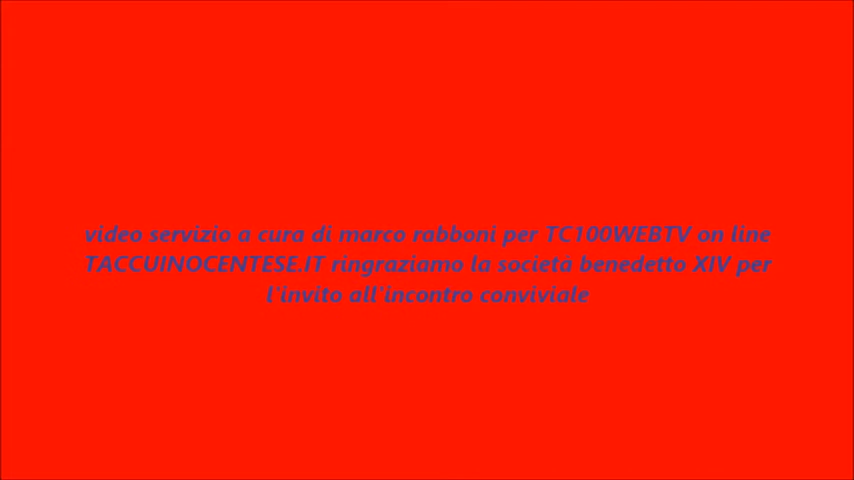 video servizio a cura di marco rabboni per TC100WEBTV on line
TACCUINOCENTESE.IT ringraziamo la società benedetto XIV per
l'invito all'incontro conviviale